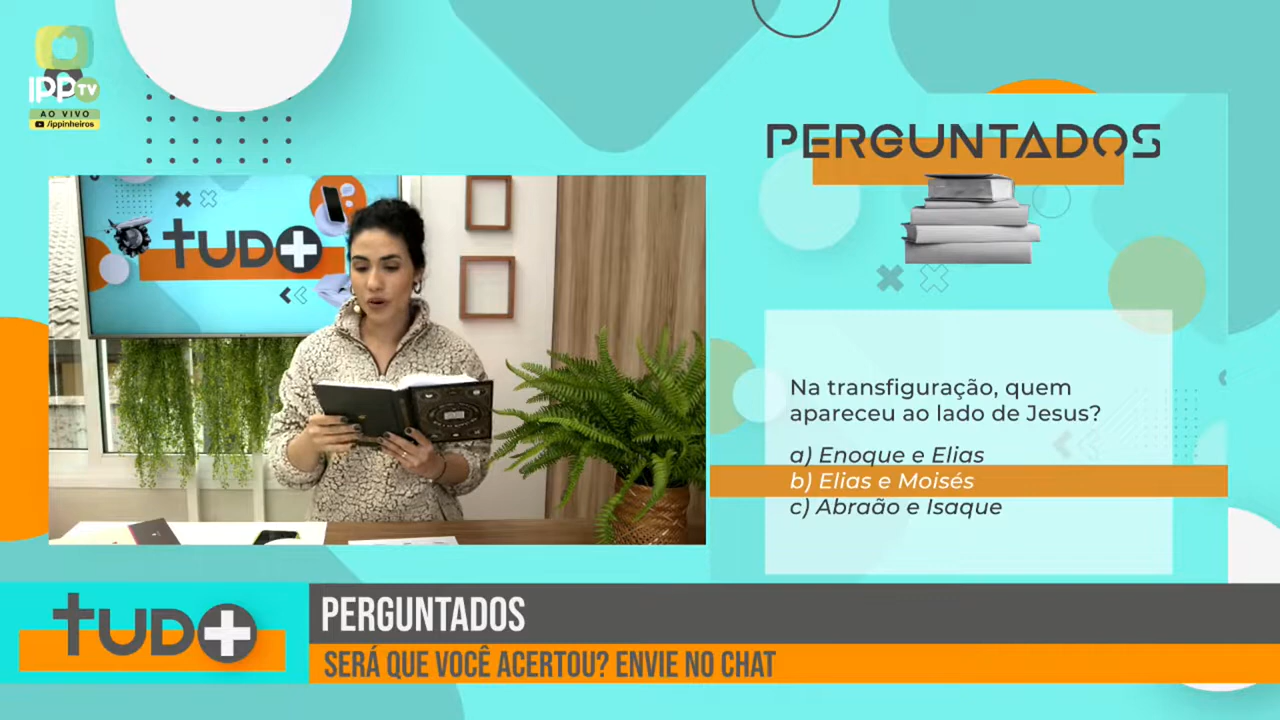 IPP TV
AO VIVO
/ippinheiros
TUDO
PERGUNTADOS
Na transfiguração, quem
apareceu ao lado de Jesus?
a) Enoque e Elias
b) Elias e Moisés
c) Abraão e Isaque
TUDO
PERGUNTADOS
SERÁ QUE VOCÊ ACERTOU? ENVIE NO CHAT